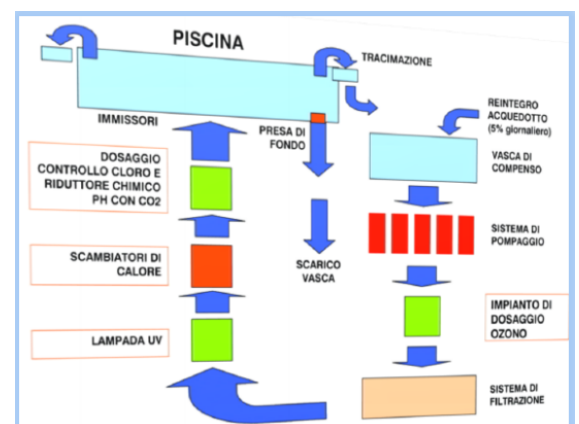 PISCINA
TRACIMAZIONE
IMMISSORI
PRESA DI
FONDO
REINTEGRO
ACQUEDOTTO
(5% giornaliero)
VASCA DI
COMPENSO
DOSAGGIO
CONTROLLO CLORO E
RIDUTTORE CHIMICO
PH CON CO2
SISTEMA DI
POMPAGGIO
SCAMBIATORI DI
CALORE
SCARICO
VASCA
IMPIANTO DI
DOSAGGIO
OZONO
LAMPADA UV
SISTEMA DI
FILTRAZIONE